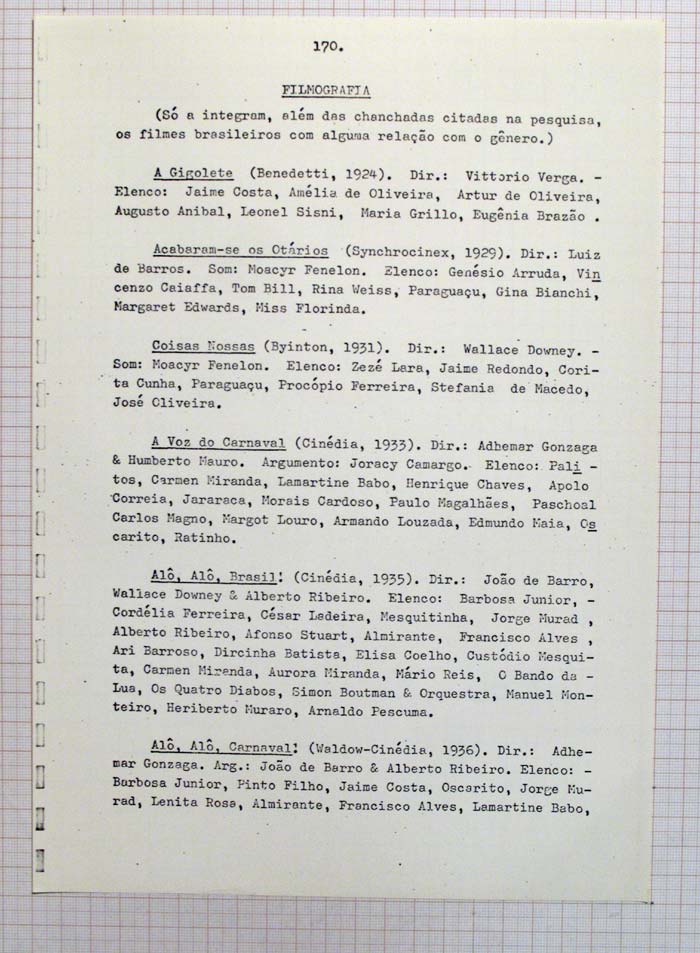 170.
FILMOGRAFIA
(Só a integram, além das chanchadas citadas na pesquisa,
os filmes brasileiros com alguma relação com o gênero.)
A Gigolete (Benedetti, 1924). Dir.: Vittorio Verga. -
Elenco: Jaime Costa, Amélia de Oliveira, Artur de Oliveira,
Augusto Anibal, Leonel Sisni, Maria Grillo, Eugênia Brazão .
Acabaram-se os Otários (Synchrocinex, 1929). Dir.: Luiz
de Barros. Som: Moacyr Fenelon. Elenco: Genésio Arruda, Vin
cenzo Caiaffa, Tom Bill, Rina Weiss, Paraguaçu, Gina Bianchi,
Margaret Edwards, Miss Florinda.
Coisas Nossas (Byinton, 1931). Dir.: Wallace Downey. -
Som: Moacyr Fenelon. Elenco: Zezé Lara, Jaime Redondo, Cori-
ta Cunha, Paraguaçu, Procópio Ferreira, Stefania de Macedo,
José Oliveira.
A Voz do Carnaval (Cinédia, 1933). Dir.: Adhemar Gonzaga
& Humberto Mauro. Argumento: Joracy Camargo. Elenco: Pali -
tos, Carmen Miranda, Lamartine Babo, Henrique Chaves, Apolo
Correia, Jararaca, Morais Cardoso, Paulo Magalhães, Paschoal
Carlos Magno, Margot Louro, Armando Louzada, Edmundo Maia, Os
carito, Ratinho.
Alô, Alô, Brasil! (Cinédia, 1935). Dir.: João de Barro,
Wallace Downey & Alberto Ribeiro. Elenco: Barbosa Junior, -
Cordélia Ferreira, César Ladeira, Mesquitinha, Jorge Murad ,
Alberto Ribeiro, Afonso Stuart, Almirante, Francisco Alves ,
Ari Barroso, Dircinha Batista, Elisa Coelho, Custódio Mesqui-
ta, Carmen Miranda, Aurora Miranda, Mário Reis, O Bando da -
Lua, Os Quatro Diabos, Simon Boutman & Orquestra, Manuel Mon-
teiro, Heriberto Muraro, Arnaldo Pescuma.
Alô, Alô, Carnaval! (Waldow-Cinédia, 1936). Dir.: Adhe-
mar Gonzaga. Arg.: João de Barro & Alberto Ribeiro. Elenco: -
Barbosa Junior, Pinto Filho, Jaime Costa, Oscarito, Jorge Mu-
rad, Lenita Rosa, Almirante, Francisco Alves, Lamartine Babo,